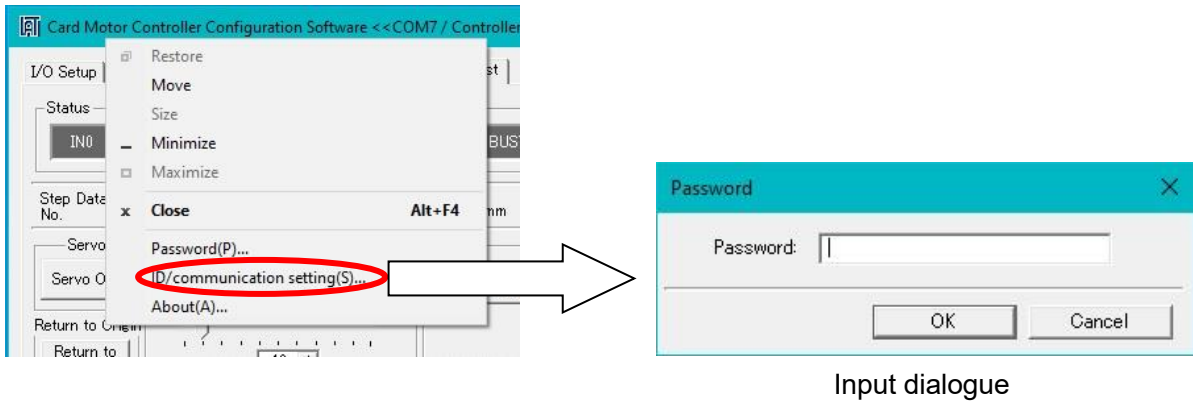 Card Motor Controller Configuration Software <<COM7 / Controller
I/O Setup
st
Restore
Move
Size
Minimize
Maximize
x Close Alt+F4
Password(P)...
ID/communication setting(S)...
About(A)...
Status
IN0
BUS
Step Data
No.
mm
Servo
Servo O
Return to Origin
Return to
Password
Password:
OK
Cancel
Input dialogue